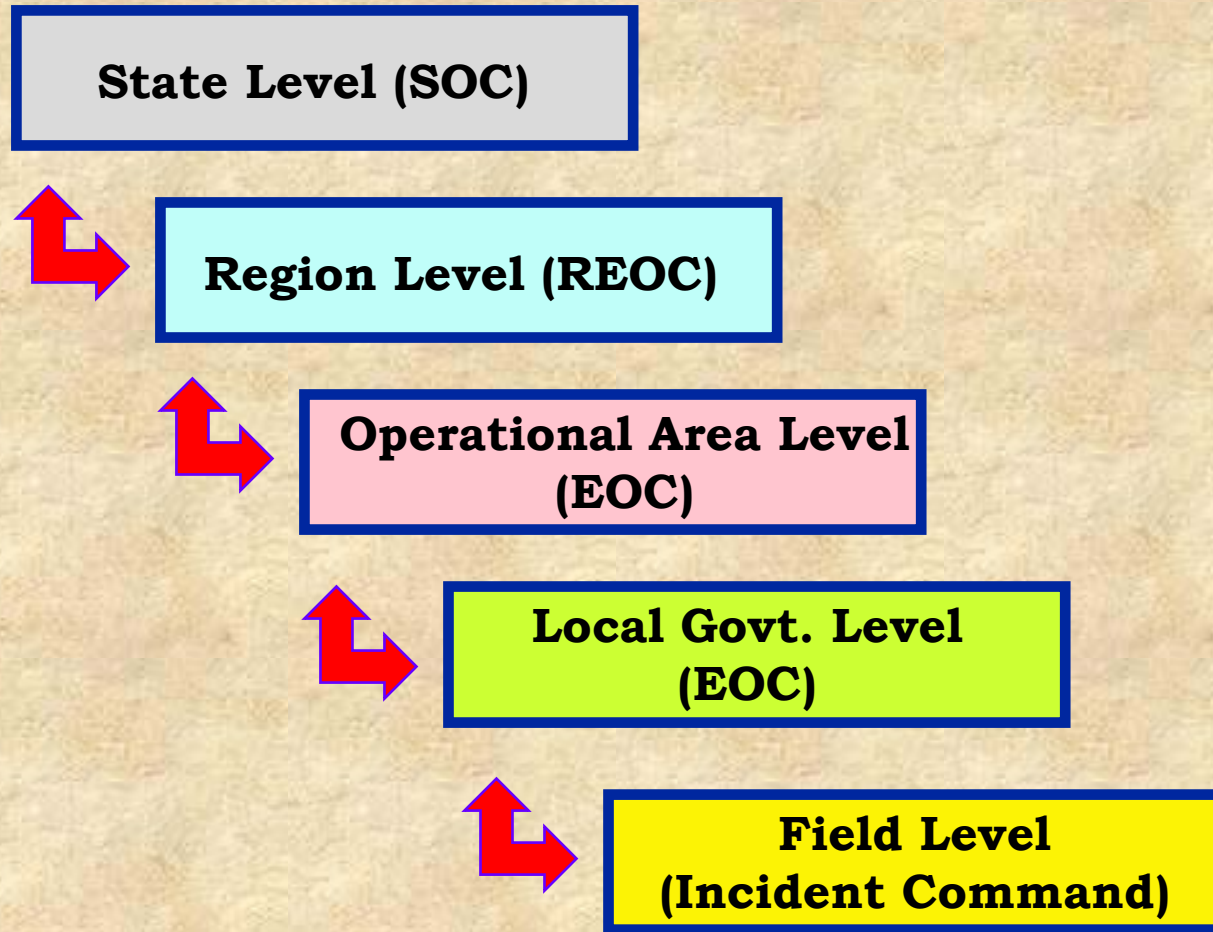 State Level (SOC)
Region Level (REOC)
Operational Area Level
(EOC)
Local Govt. Level
(EOC)
Field Level
(Incident Command)